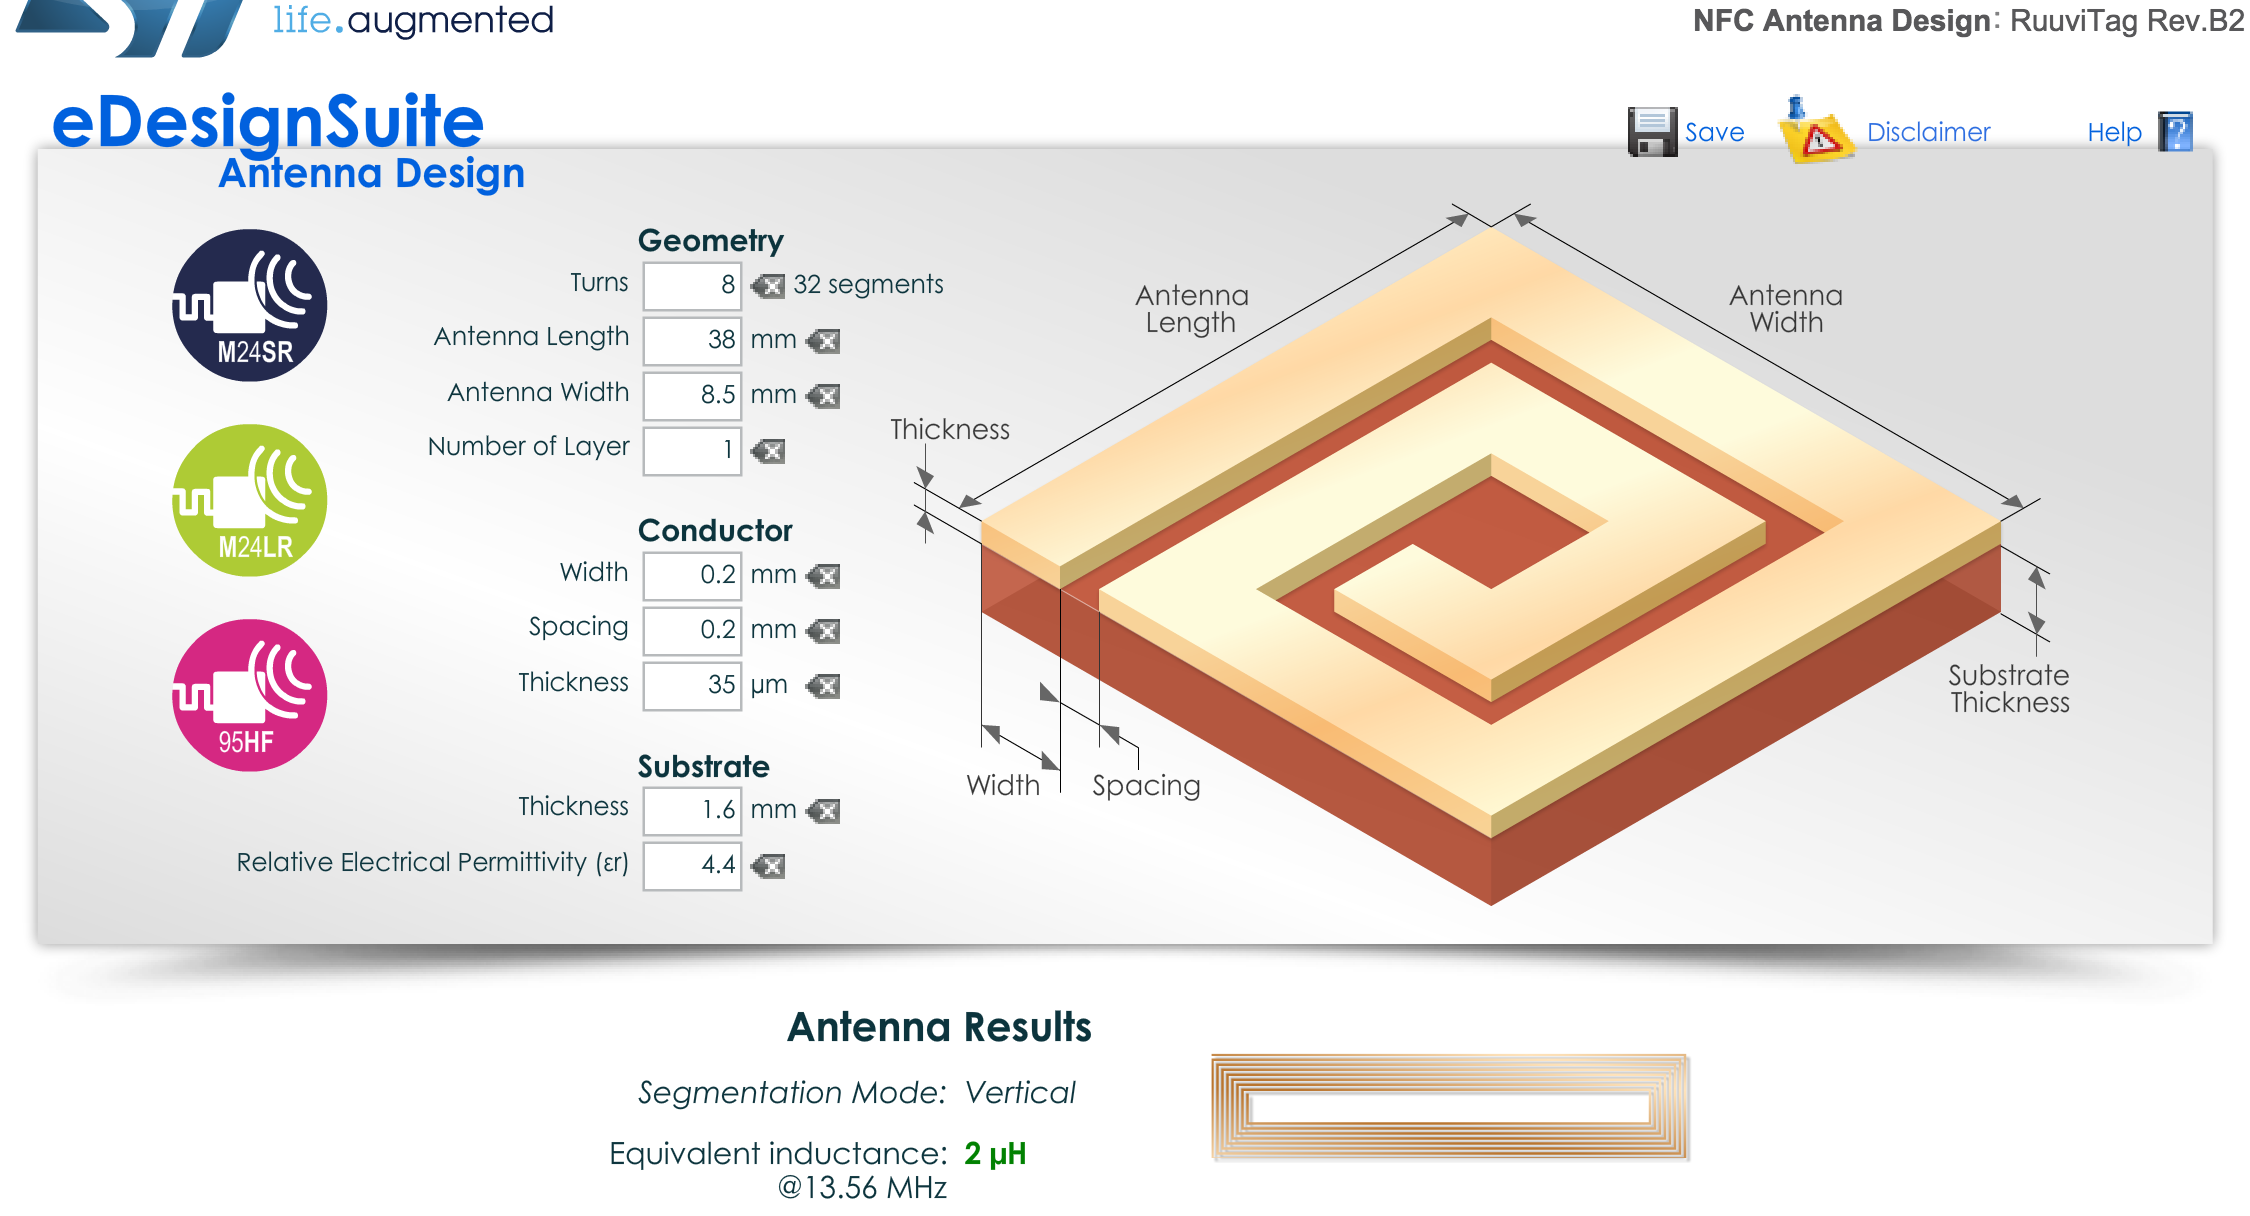 life.augmented
NFC Antenna Design: RuuviTag Rev.B2
eDesignSuite
Antenna Design
Save
Disclaimer
Help
M24SR
M24LR
95HF
Geometry
Turns 8 32 segments
Antenna Length 38 mm
Antenna Width 8.5 mm
Number of Layer 1
Conductor
Width 0.2 mm
Spacing 0.2 mm
Thickness 35 µm
Substrate
Thickness 1.6 mm
Relative Electrical Permittivity (εr) 4.4
Antenna
Length
Antenna
Width
Thickness
Width
Spacing
Substrate
Thickness
Antenna Results
Segmentation Mode: Vertical
Equivalent inductance: 2 µH
@13.56 MHz